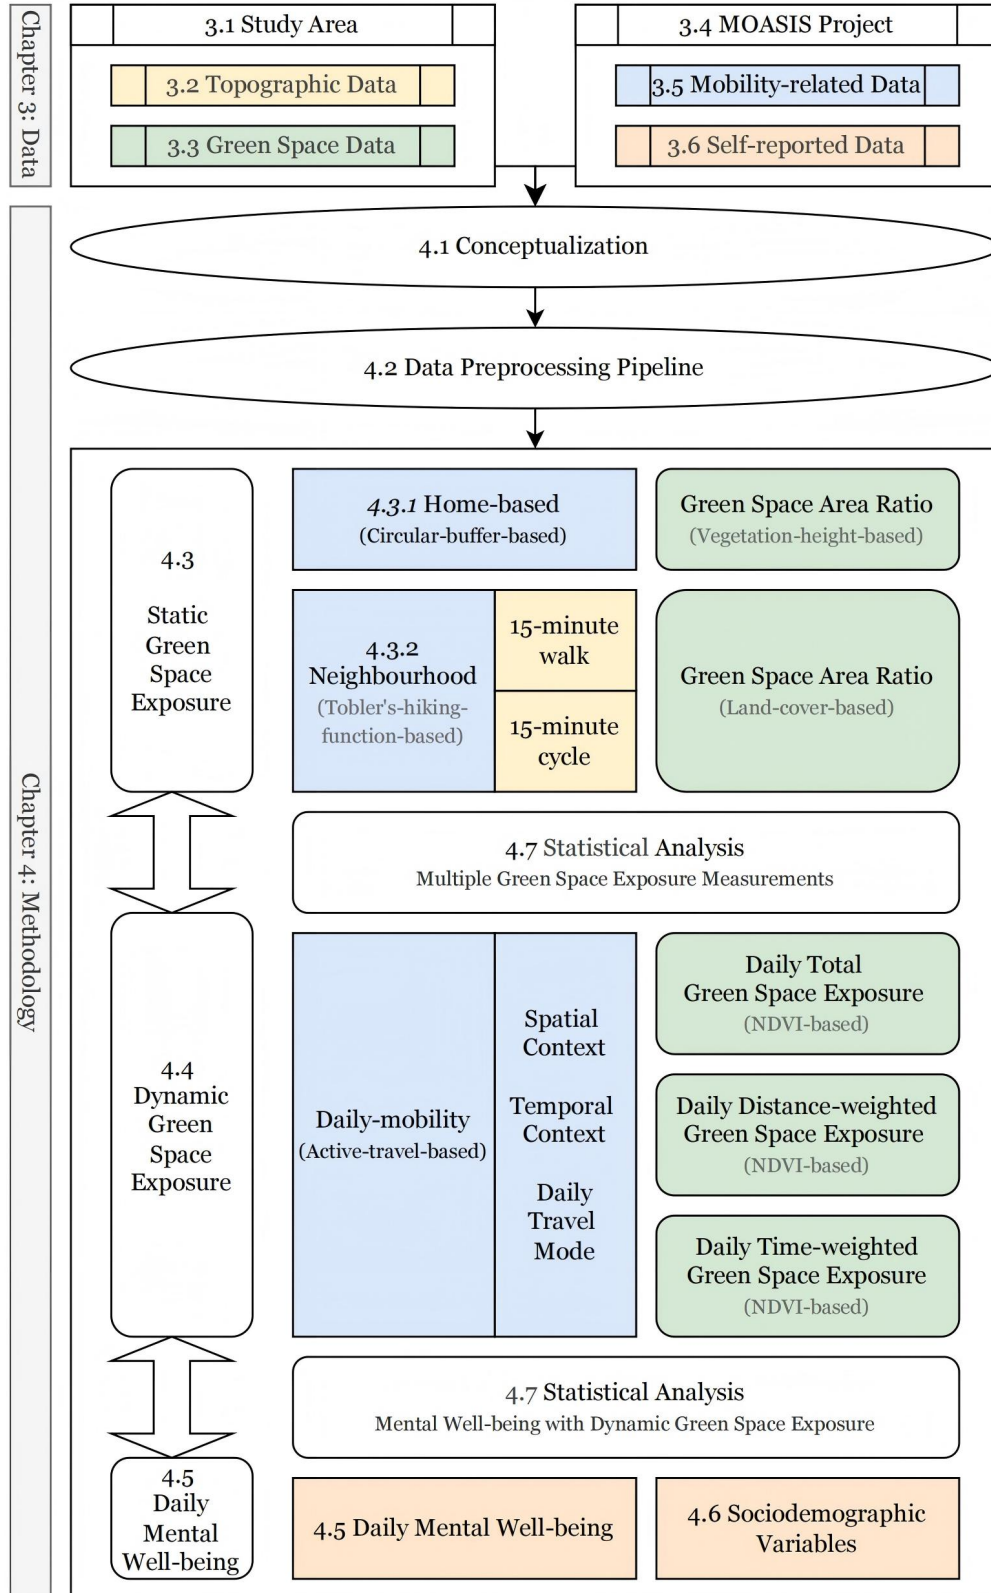 Chapter 3: Data
3.1 Study Area
3.2 Topographic Data
3.3 Green Space Data
3.4 MOASIS Project
3.5 Mobility-related Data
3.6 Self-reported Data
Chapter 4: Methodology
4.1 Conceptualization
4.2 Data Preprocessing Pipeline
4.3
Static
Green
Space
Exposure
4.3.1 Home-based
(Circular-buffer-based)
Green Space Area Ratio
(Vegetation-height-based)
4.3.2
Neighbourhood
(Tobler's-hiking-
function-based)
15-minute
walk
15-minute
cycle
Green Space Area Ratio
(Land-cover-based)
4.7 Statistical Analysis
Multiple Green Space Exposure Measurements
4.4
Dynamic
Green
Space
Exposure
Daily-mobility
(Active-travel-based)
Spatial
Context
Temporal
Context
Daily
Travel
Mode
Daily Total
Green Space Exposure
(NDVI-based)
Daily Distance-weighted
Green Space Exposure
(NDVI-based)
Daily Time-weighted
Green Space Exposure
(NDVI-based)
4.7 Statistical Analysis
Mental Well-being with Dynamic Green Space Exposure
4.5
Daily
Mental
Well-being
4.5 Daily Mental Well-being
4.6 Sociodemographic
Variables